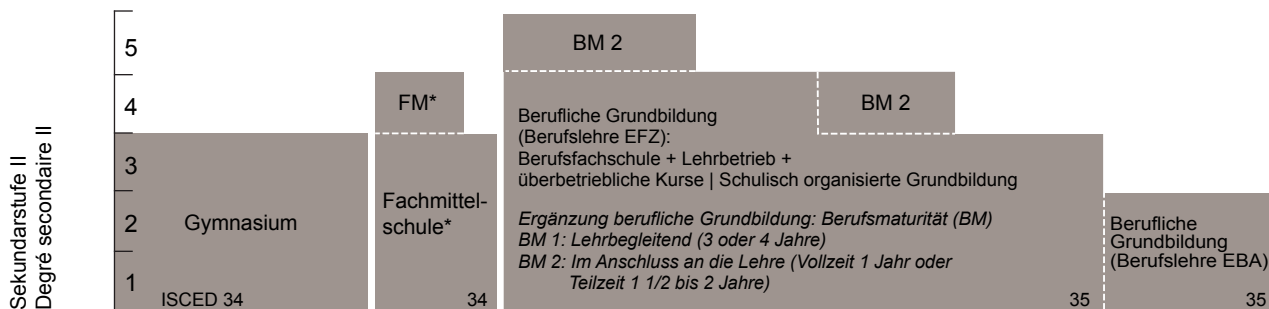 Sekundarstufe II
Degré secondaire II
5
4
3
2
1
Gymnasium
ISCED 34
FM*
Fachmittel-
schule*
34
BM 2
BM 2
Berufliche Grundbildung
(Berufslehre EFZ):
Berufsfachschule + Lehrbetrieb +
überbetriebliche Kurse | Schulisch organisierte Grundbildung
Ergänzung berufliche Grundbildung: Berufsmaturität (BM)
BM 1: Lehrbegleitend (3 oder 4 Jahre)
BM 2: Im Anschluss an die Lehre (Vollzeit 1 Jahr oder
Teilzeit 1 1/2 bis 2 Jahre)
35
Berufliche
Grundbildung
(Berufslehre EBA)
35